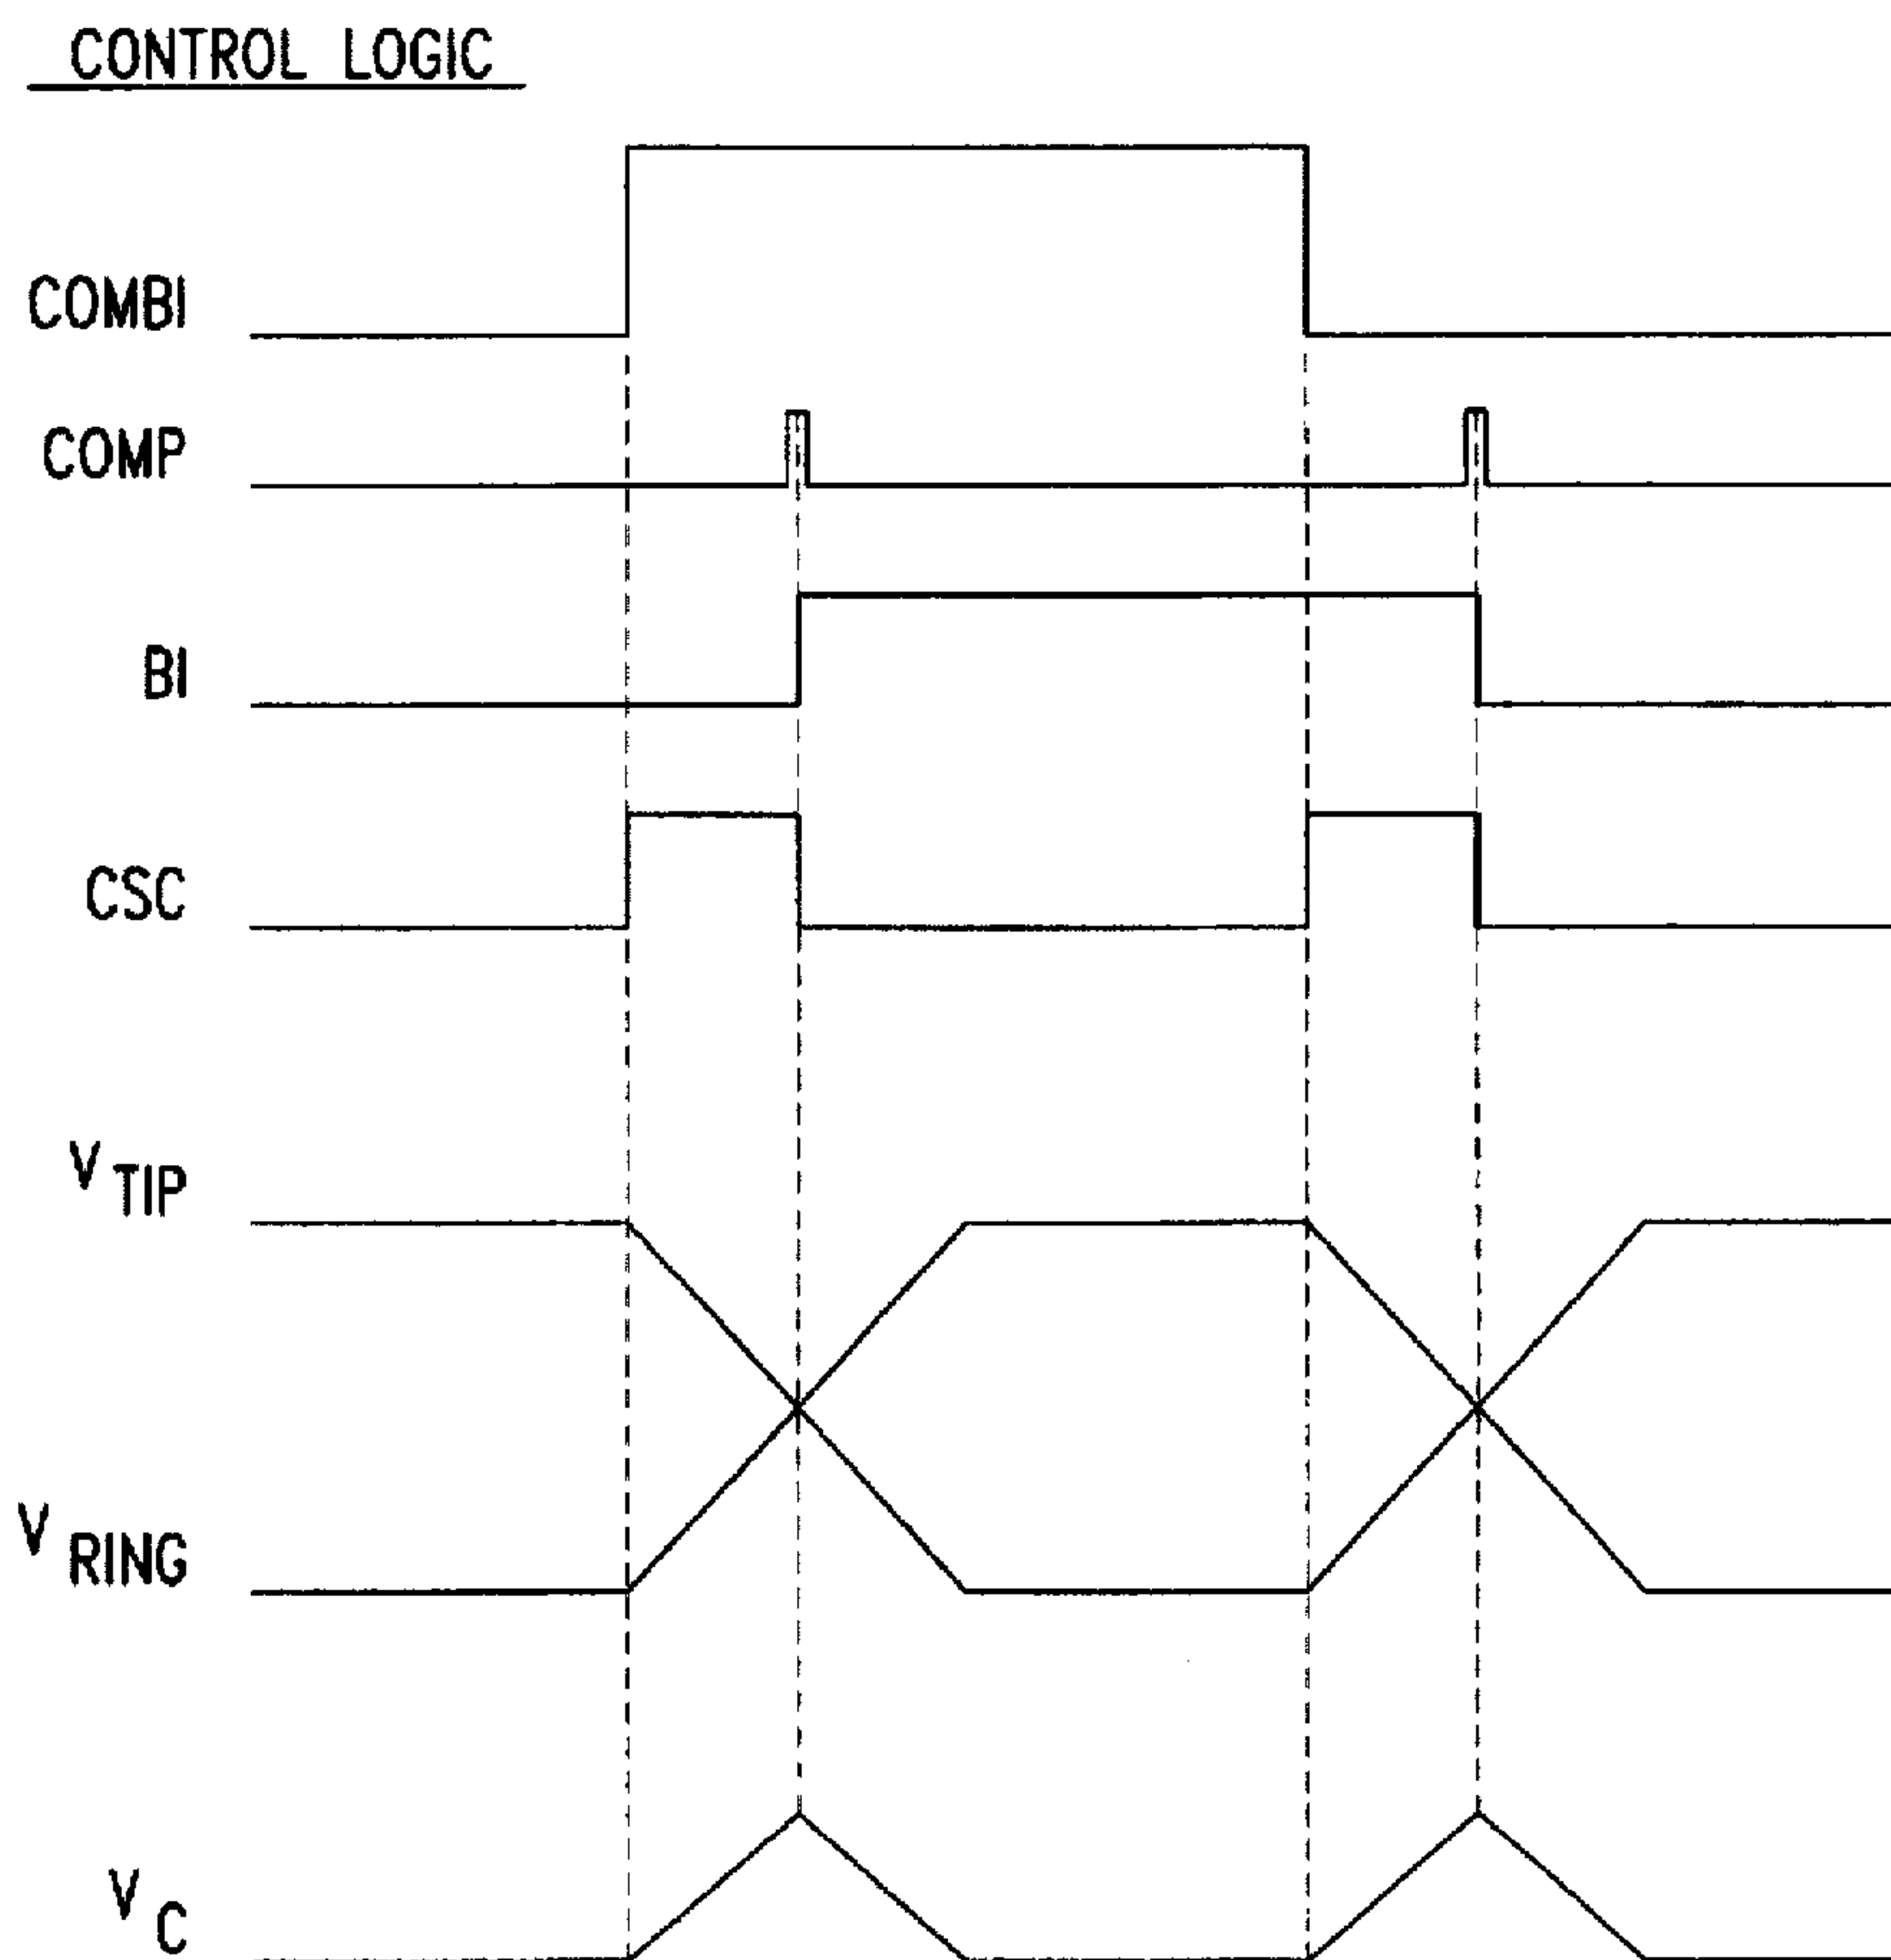 CONTROL LOGIC
COMBI
COMP
BI
CSC
V TIP
V RING
V C